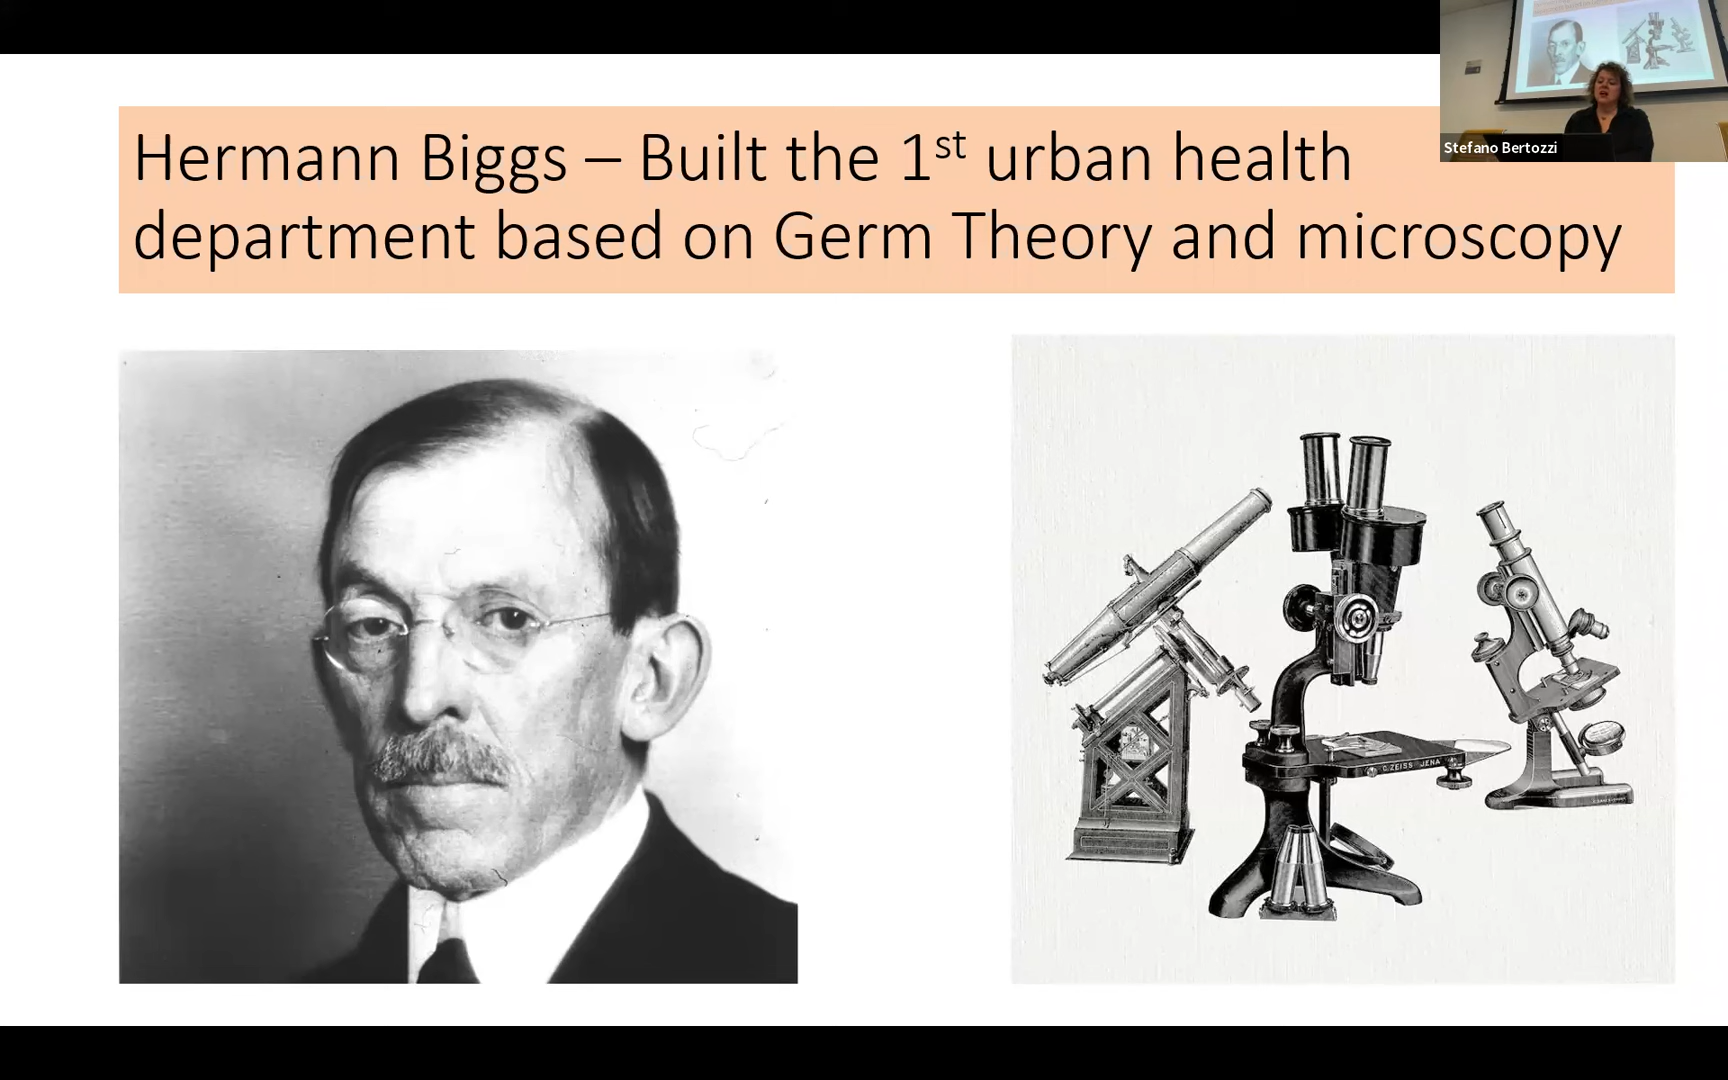 Hermann Biggs – Built the 1st urban health
department based on Germ Theory and microscopy
Stefano Bertozzi
C. ZEISS JENA